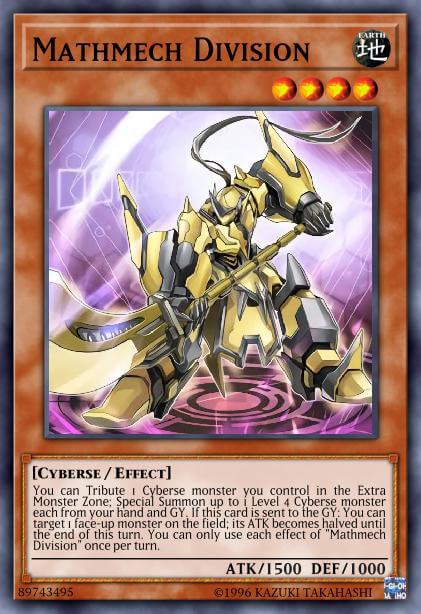 MATHMECH DIVISION
EARTH
地
[CYBERSE / EFFECT]
You can Tribute 1 Cyberse monster you control in the Extra
Monster Zone; Special Summon up to 1 Level 4 Cyberse monster
each from your hand and GY. If this card is sent to the GY: You can
target 1 face-up monster on the field; its ATK becomes halved until
the end of this turn. You can only use each effect of "Mathmech
Division" once per turn.
ATK/1500 DEF/1000
89743495
©1996 KAZUKI TAKAHASHI